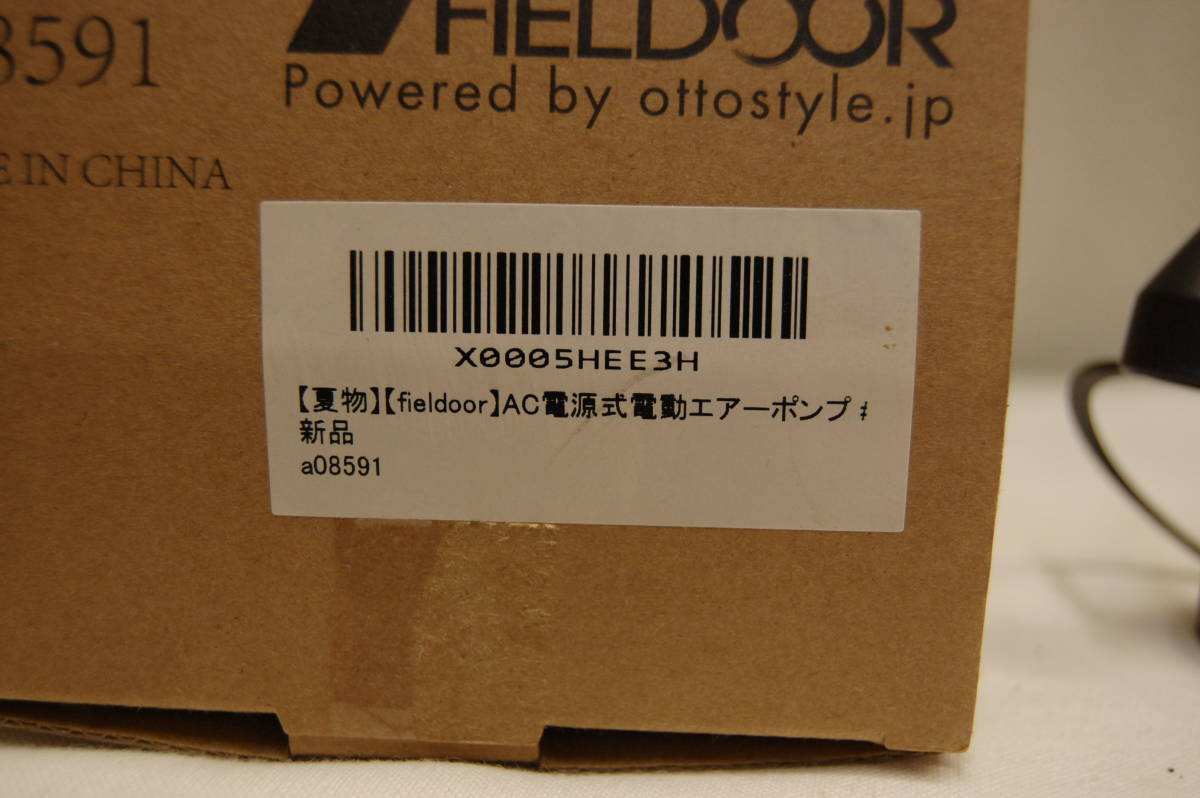 8591
FIELDOOR
Powered by ottostyle.jp
E IN CHINA
X0005HEE3H
【夏物】【fieldoor】AC電源式電動エアーポンプ
新品
a08591